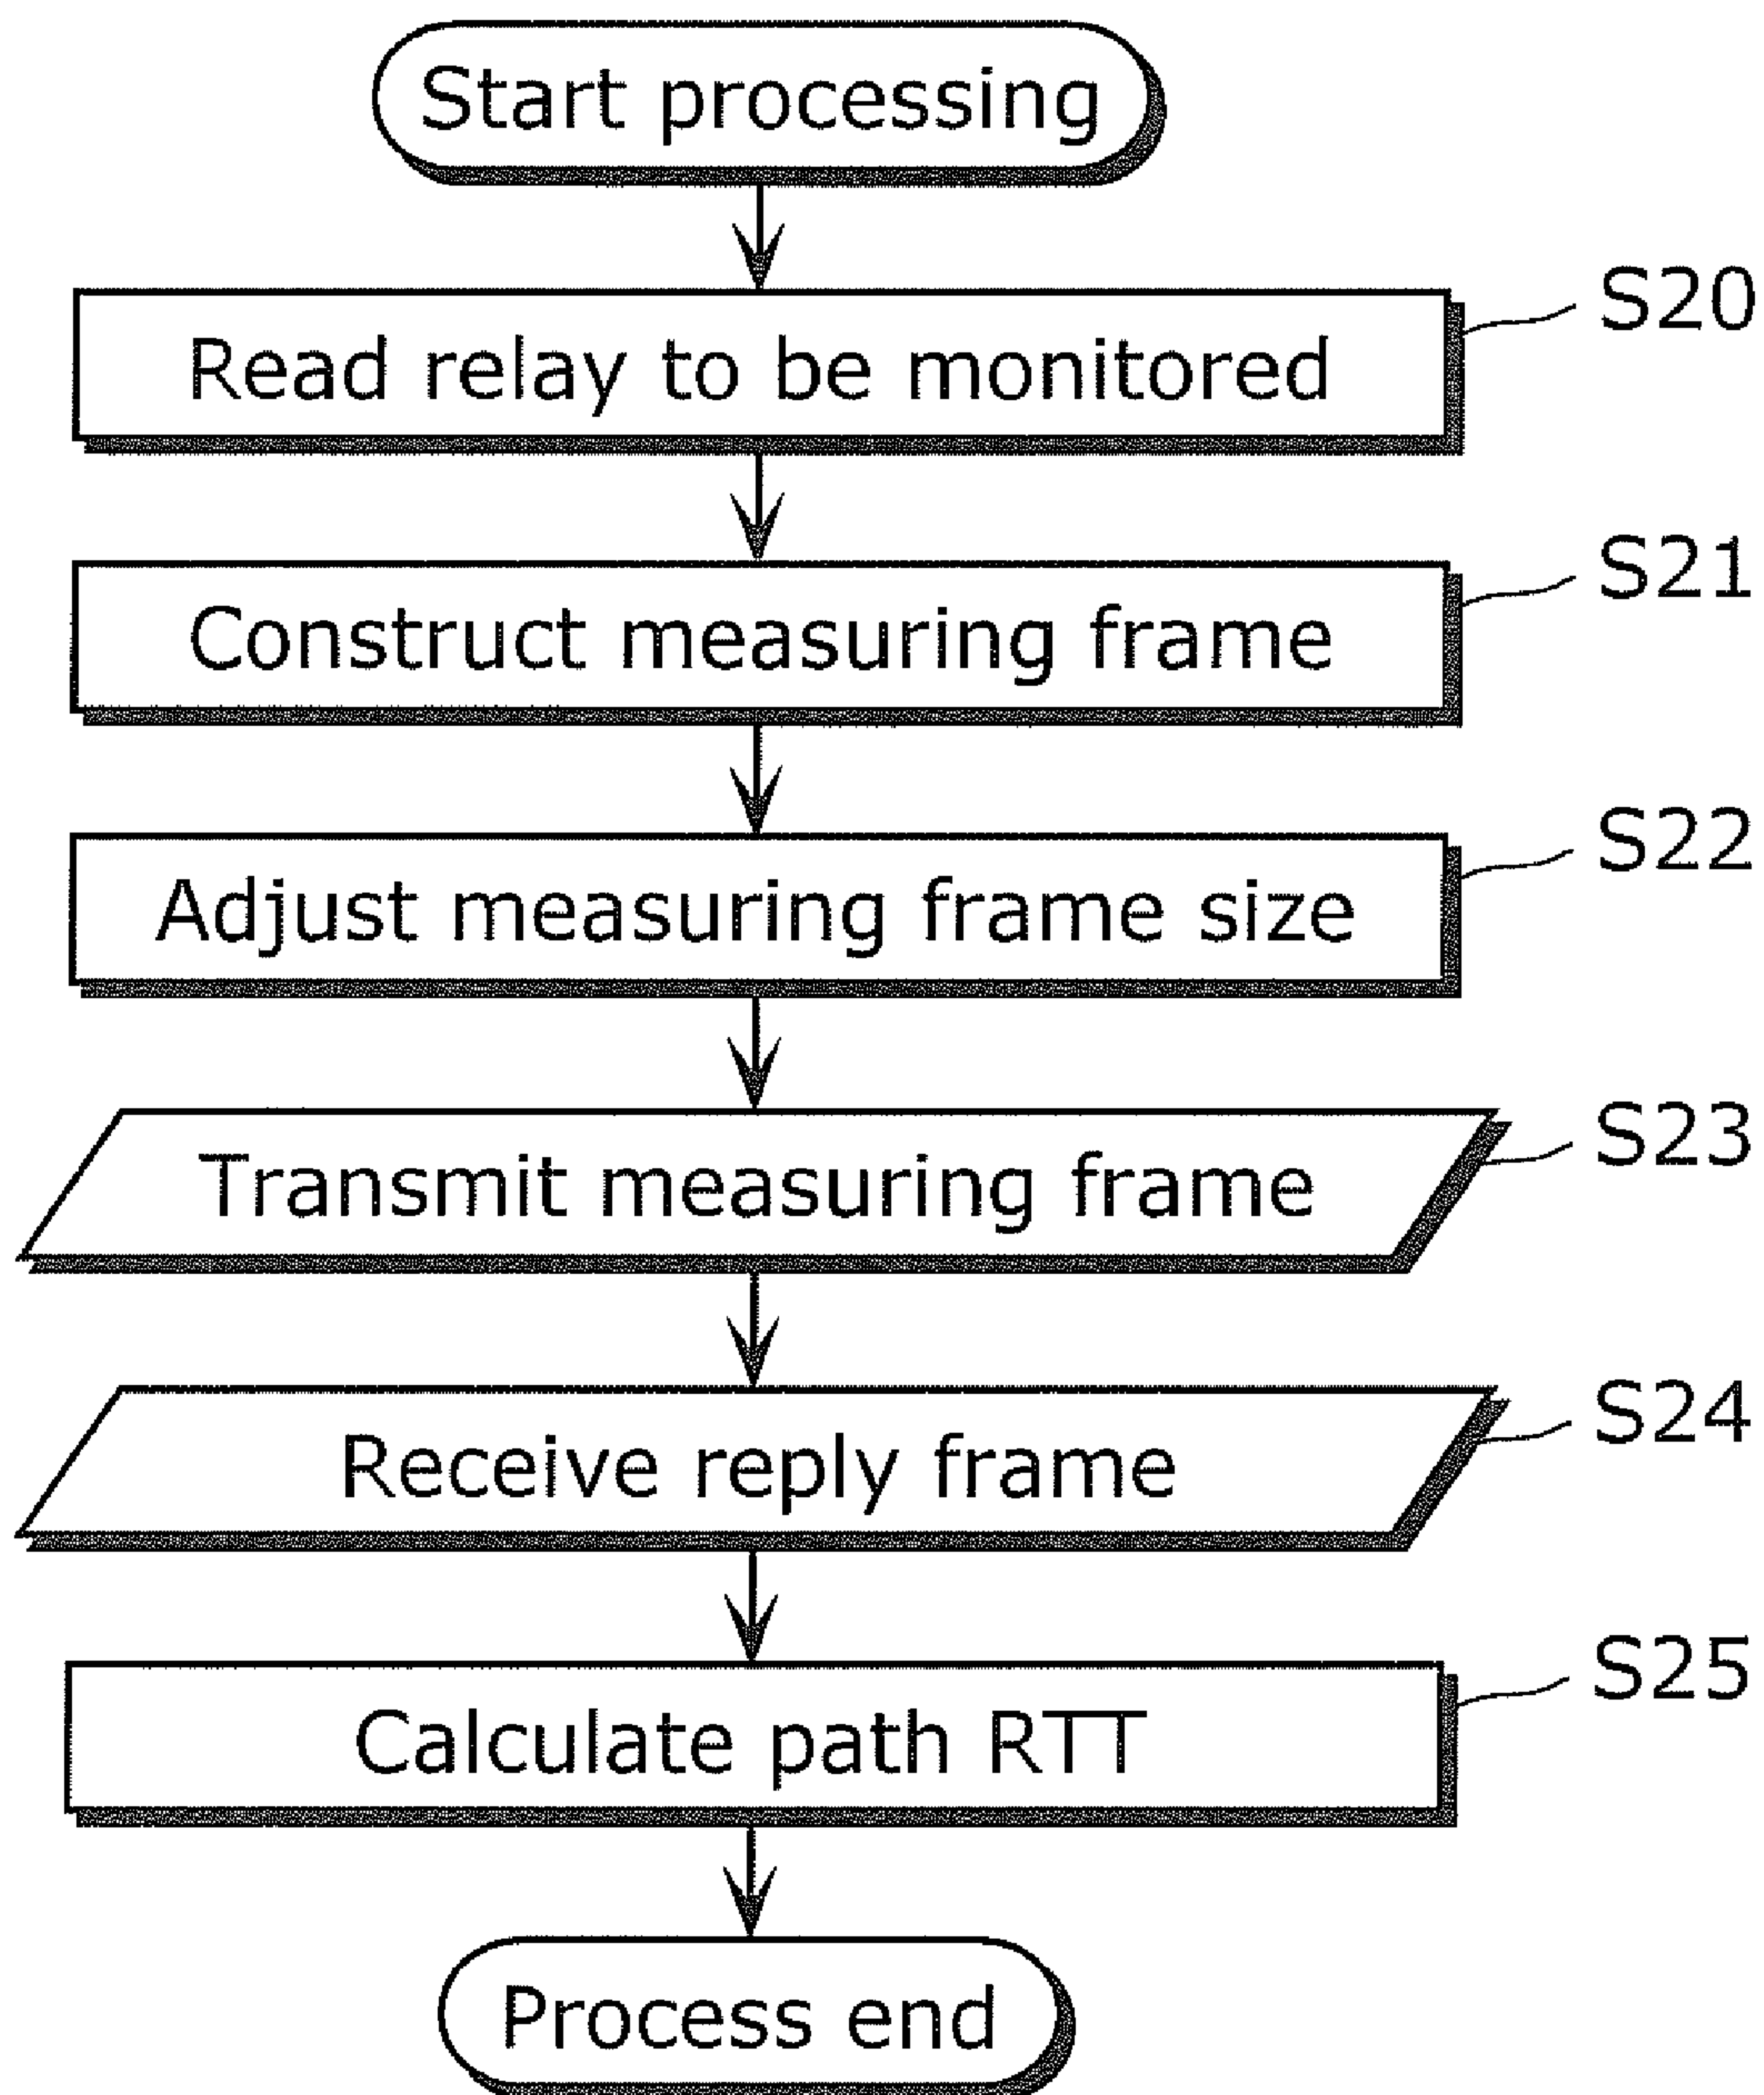 Start processing
Read relay to be monitored S20
Construct measuring frame S21
Adjust measuring frame size S22
Transmit measuring frame S23
Receive reply frame S24
Calculate path RTT S25
Process end